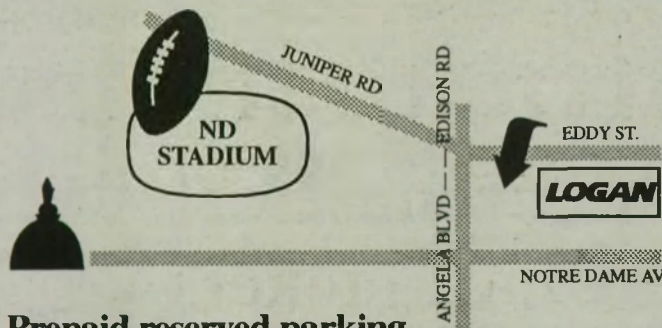 JUNIPER RD
ND
STADIUM
ANGELA BLVD — — EDISON RD
EDDY ST.
LOGAN
NOTRE DAME AV
Prepaid reserved parking